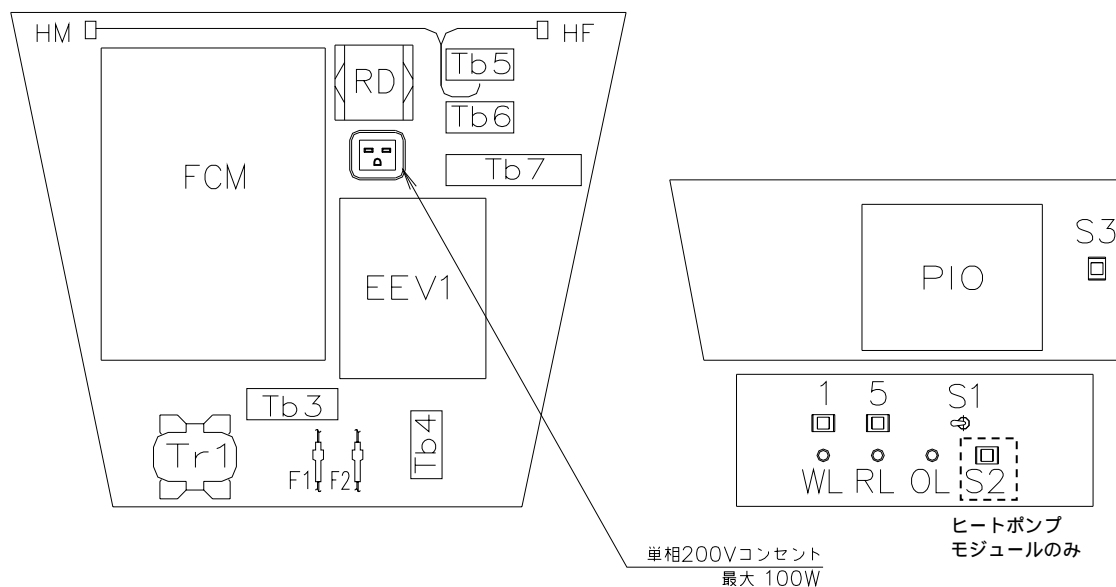 HM
HF
RD
Tb5
Tb6
Tb7
FCM
EEV1
Tb3
Tb4
Tr1
F1
F2
単相200Vコンセント
最大 100W
S3
PIO
1
5
S1
WL
RL
OL
S2
ヒートポンプ
モジュールのみ